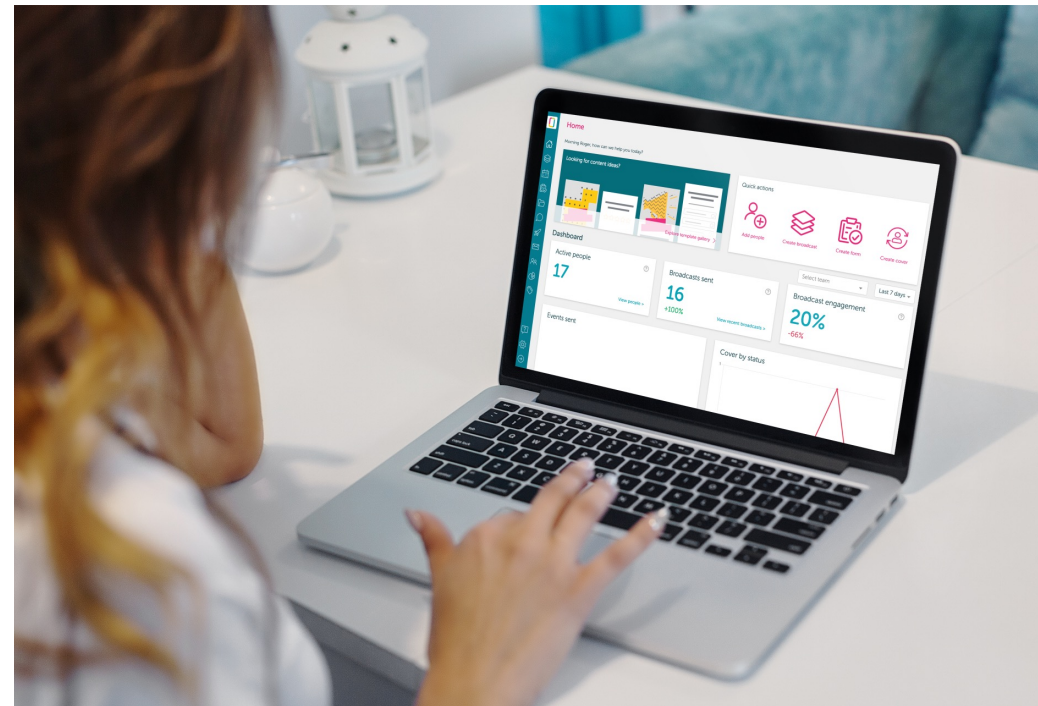 Home
Morning Roger, how can we help you today?
Looking for content ideas?
Explore template gallery
Quick actions
Add people
Create broadcast
Create form
Create cover
Dashboard
Select team
Last 7 days
Active people
17
View people >
Broadcasts sent
16
+100%
View recent broadcasts >
Broadcast engagement
20%
-66%
Events sent
Cover by status
caps lock